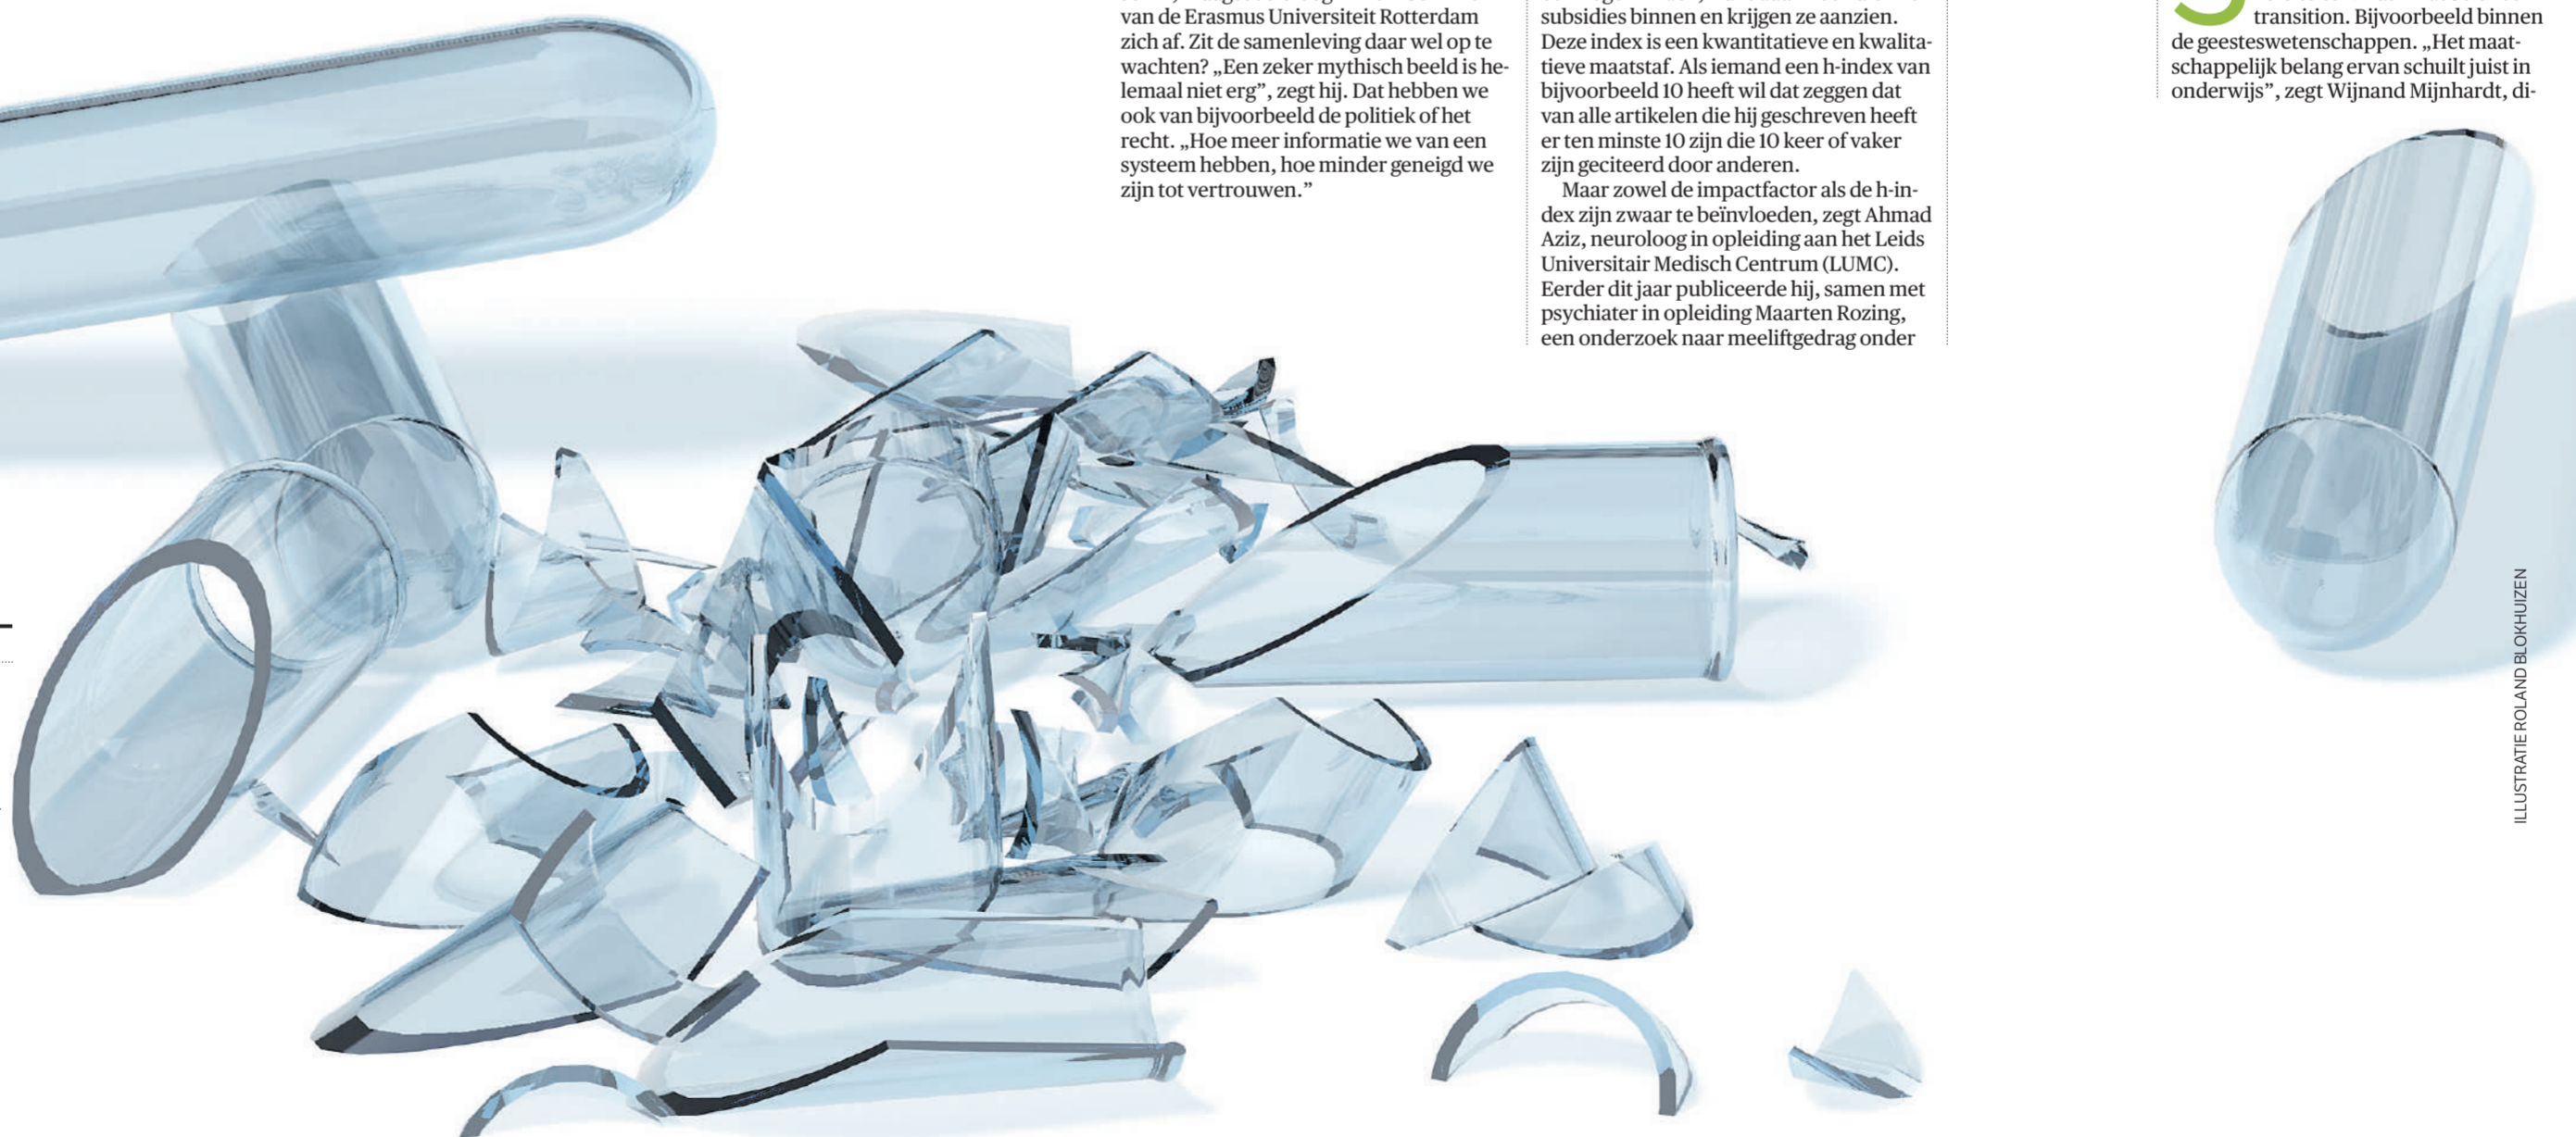 van de Erasmus Universiteit Rotterdam
zich af. Zit de samenleving daar wel op te
wachten? „Een zeker mythisch beeld is he-
lemaal niet erg”, zegt hij. Dat hebben we
ook van bijvoorbeeld de politiek of het
recht. „Hoe meer informatie we van een
systeem hebben, hoe minder geneigd we
zijn tot vertrouwen.”
subsidies binnen en krijgen ze aanzien.
Deze index is een kwantitatieve en kwalita-
tieve maatstaf. Als iemand een h-index van
bijvoorbeeld 10 heeft wil dat zeggen dat
van alle artikelen die hij geschreven heeft
er ten minste 10 zijn die 10 keer of vaker
zijn geciteerd door anderen.
Maar zowel de impactfactor als de h-in-
dex zijn zwaar te beïnvloeden, zegt Ahmad
Aziz, neuroloog in opleiding aan het Leids
Universitair Medisch Centrum (LUMC).
Eerder dit jaar publiceerde hij, samen met
psychiater in opleiding Maarten Rozing,
een onderzoek naar meeliftgedrag onder
transition. Bijvoorbeeld binnen
de geesteswetenschappen. „Het maat-
schappelijk belang ervan schuilt juist in
onderwijs”, zegt Wijnand Mijnhardt, di-
ILLUSTRATIE ROLAND BLOKHUIZEN